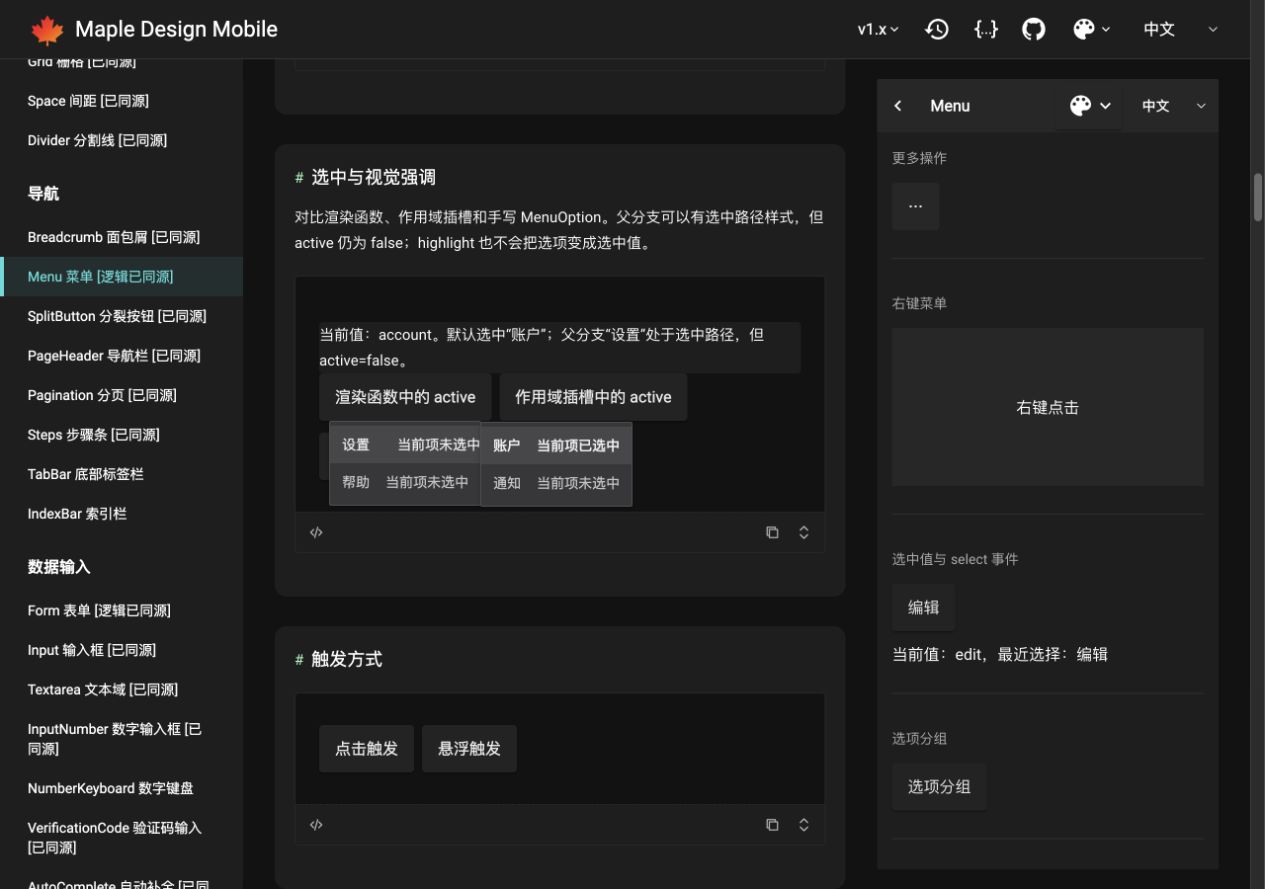 Maple Design Mobile
v1.x
中文
Grid 栅格 [已同源]
Space 间距 [已同源]
Divider 分割线 [已同源]
导航
Breadcrumb 面包屑 [已同源]
Menu 菜单 [逻辑已同源]
SplitButton 分裂按钮 [已同源]
PageHeader 导航栏 [已同源]
Pagination 分页 [已同源]
Steps 步骤条 [已同源]
TabBar 底部标签栏
IndexBar 索引栏
数据输入
Form 表单 [逻辑已同源]
Input 输入框 [已同源]
Textarea 文本域 [已同源]
InputNumber 数字输入框 [已
同源]
NumberKeyboard 数字键盘
VerificationCode 验证码输入
[已同源]
AutoComplete 自动补全 [已同
# 选中与视觉强调
对比渲染函数、作用域插槽和手写 MenuOption。父分支可以有选中路径样式，但
active 仍为 false；highlight 也不会把选项变成选中值。
当前值：account。默认选中“账户”；父分支“设置”处于选中路径，但
active=false。
渲染函数中的 active
作用域插槽中的 active
设置 当前项未选中
账户 当前项已选中
帮助 当前项未选中
通知 当前项未选中
# 触发方式
点击触发
悬浮触发
Menu
中文
更多操作
...
右键菜单
右键点击
选中值与 select 事件
编辑
当前值：edit，最近选择：编辑
选项分组
选项分组